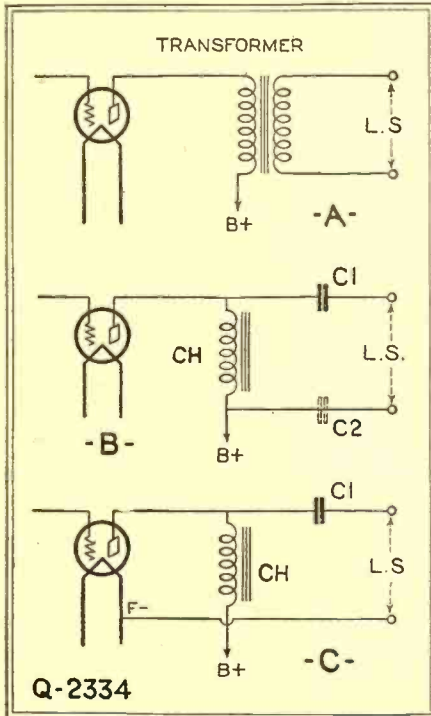 TRANSFORMER
L.S
B+
-A-
C1
CH
L.S.
-B-
C2
B+
C1
CH
L.S
F-
B+
-C-
Q-2334